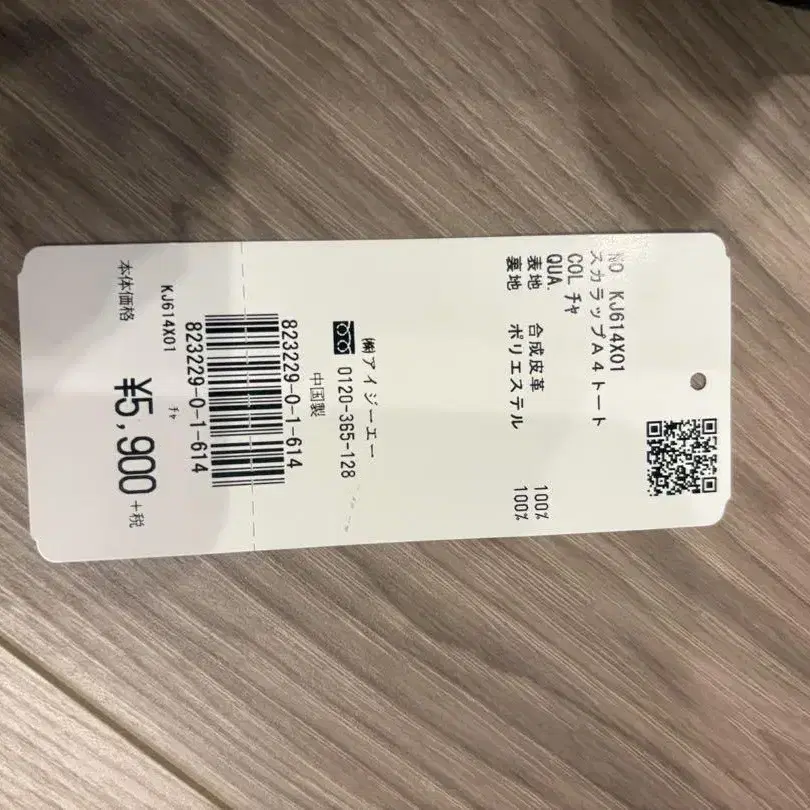 NO KJ614X01
スカラップA4トート
COL チャ
QUA.
表地 合成皮革 100%
裏地 ポリエステル 100%
㈱アイジーエー
0120-365-128
中国製
823229-0-1-614
823229-0-1-614
KJ614X01 チャ
本体価格 ¥5,900+税